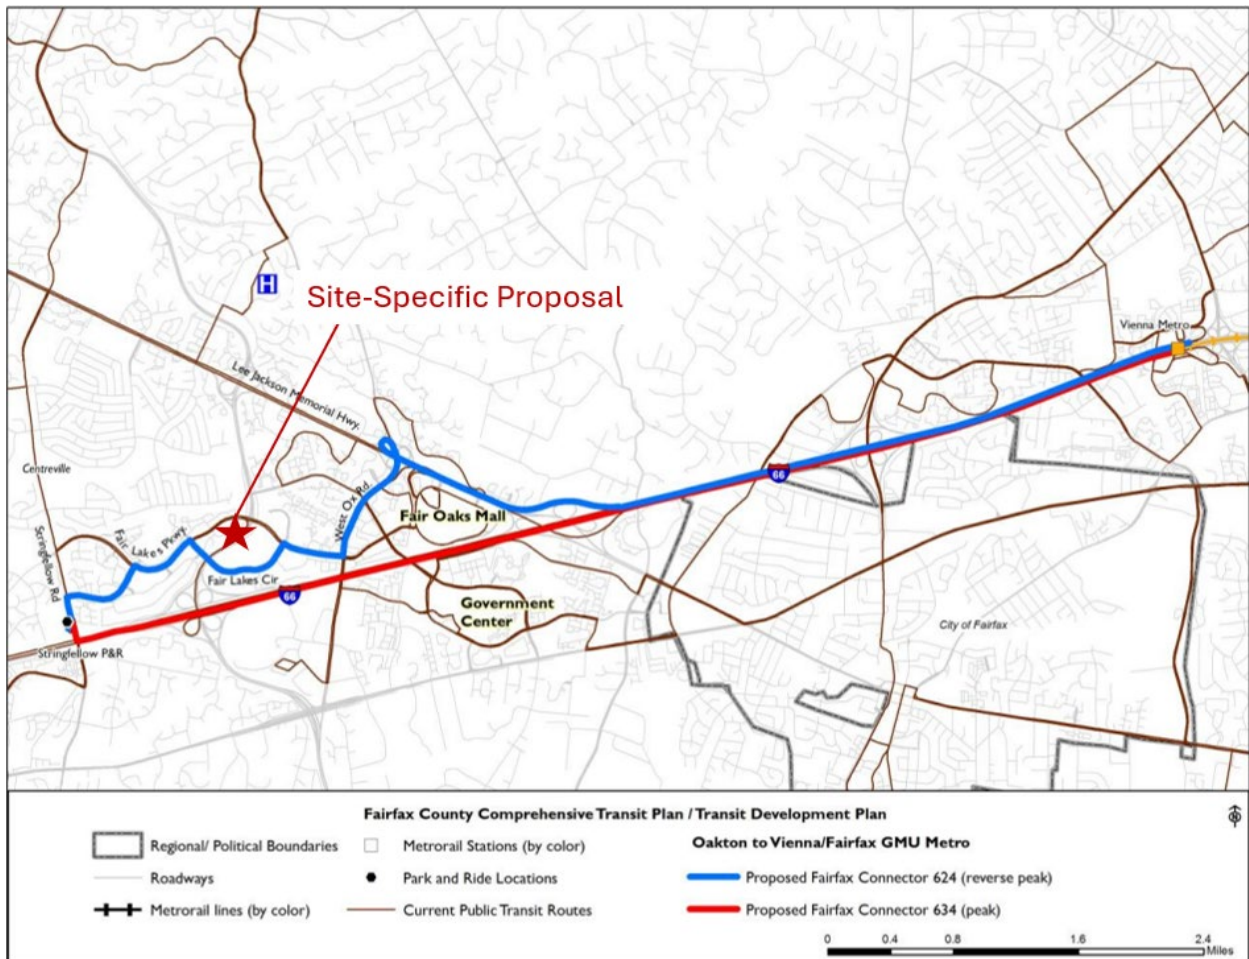 H
Site-Specific Proposal
Vienna Metro
Lee Jackson Memorial Hwy.
Centreville
66
West Ox Rd.
Fair Oaks Mall
Stringfellow Rd
Fair Lakes Pkwy.
Fair Lakes Cir
66
Government
Center
City of Fairfax
Stringfellow P&R
Fairfax County Comprehensive Transit Plan / Transit Development Plan
Regional/ Political Boundaries
Metrorail Stations (by color)
Oakton to Vienna/Fairfax GMU Metro
Roadways
Park and Ride Locations
Proposed Fairfax Connector 624 (reverse peak)
Metrorail lines (by color)
Current Public Transit Routes
Proposed Fairfax Connector 634 (peak)
0 0.4 0.8 1.6 2.4
Miles